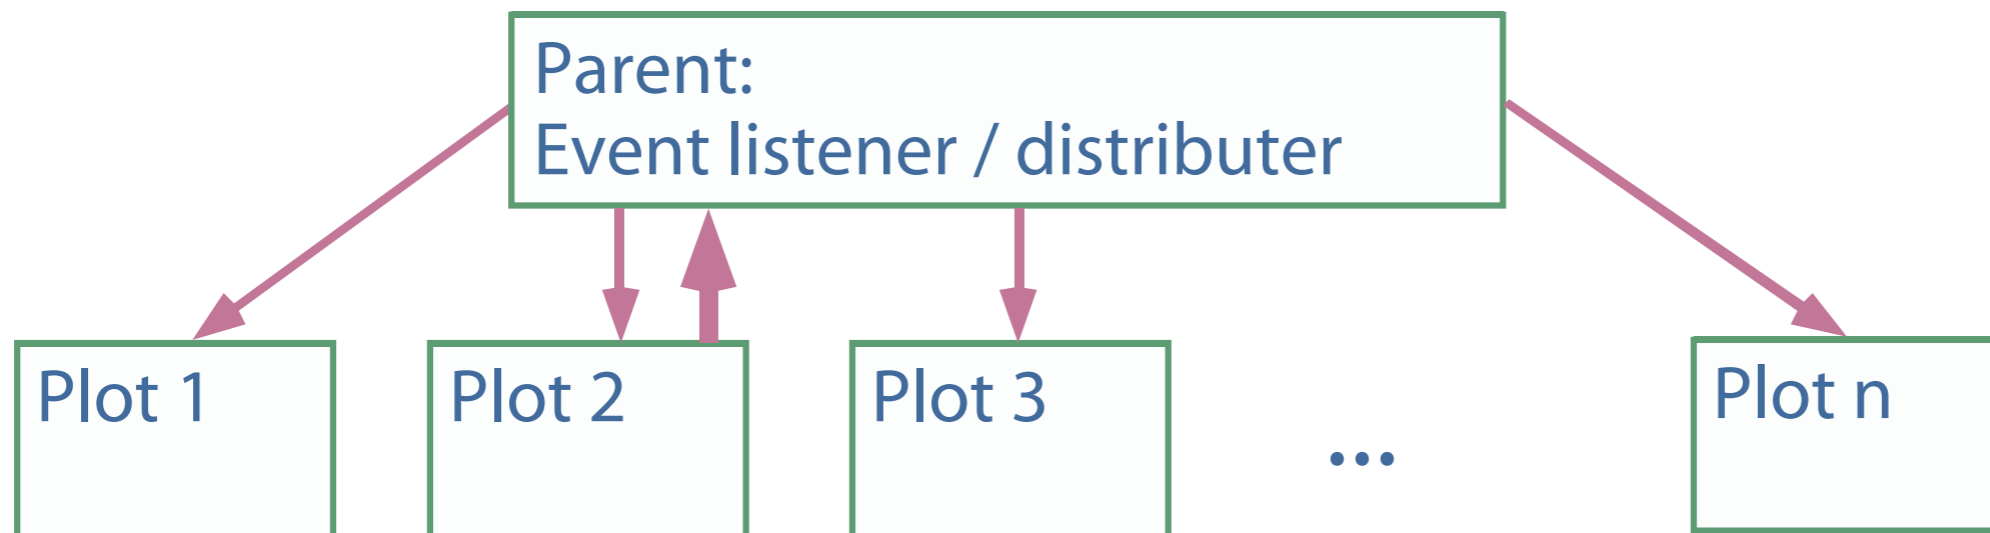 Parent:
Event listener / distributer
Plot 1
Plot 2
Plot 3
...
Plot n